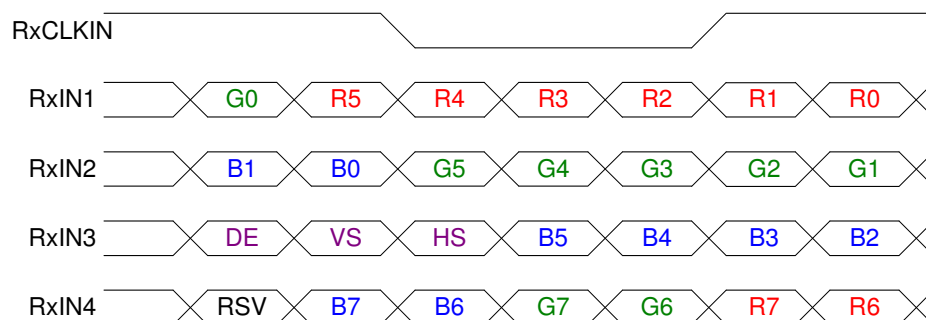 RxCLKIN
RxIN1 G0 R5 R4 R3 R2 R1 R0
RxIN2 B1 B0 G5 G4 G3 G2 G1
RxIN3 DE VS HS B5 B4 B3 B2
RxIN4 RSV B7 B6 G7 G6 R7 R6